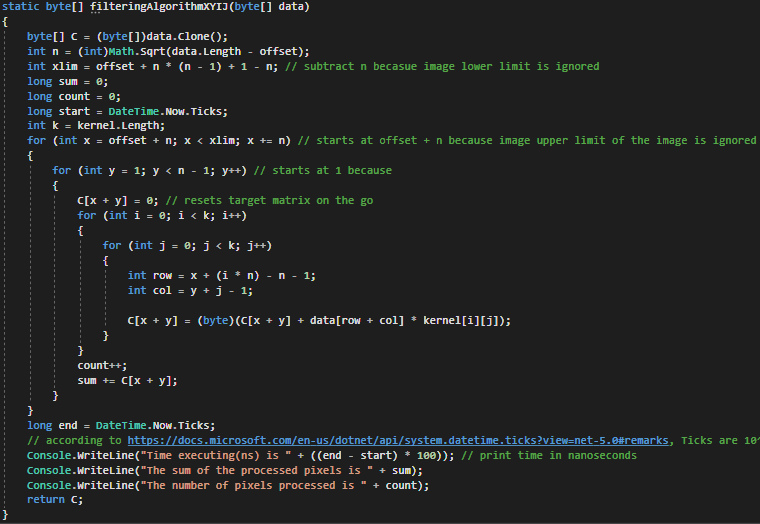 static byte[] filteringAlgorithmXYIJ(byte[] data)
{
    byte[] C = (byte[])data.Clone();
    int n = (int)Math.Sqrt(data.Length - offset);
    int xlim = offset + n * (n - 1) + 1 - n; // subtract n becasue image lower limit is ignored
    long sum = 0;
    long count = 0;
    long start = DateTime.Now.Ticks;
    int k = kernel.Length;
    for (int x = offset + n; x < xlim; x += n) // starts at offset + n because image upper limit of the image is ignored
    {
        for (int y = 1; y < n - 1; y++) // starts at 1 because
        {
            C[x + y] = 0; // resets target matrix on the go
            for (int i = 0; i < k; i++)
            {
                for (int j = 0; j < k; j++)
                {
                    int row = x + (i * n) - n - 1;
                    int col = y + j - 1;

                    C[x + y] = (byte)(C[x + y] + data[row + col] * kernel[i][j]);
                }
            }
            count++;
            sum += C[x + y];
        }
    }
    long end = DateTime.Now.Ticks;
    // according to https://docs.microsoft.com/en-us/dotnet/api/system.datetime.ticks?view=net-5.0#remarks, Ticks are 10^
    Console.WriteLine("Time executing(ns) is " + ((end - start) * 100)); // print time in nanoseconds
    Console.WriteLine("The sum of the processed pixels is " + sum);
    Console.WriteLine("The number of pixels processed is " + count);
    return C;
}